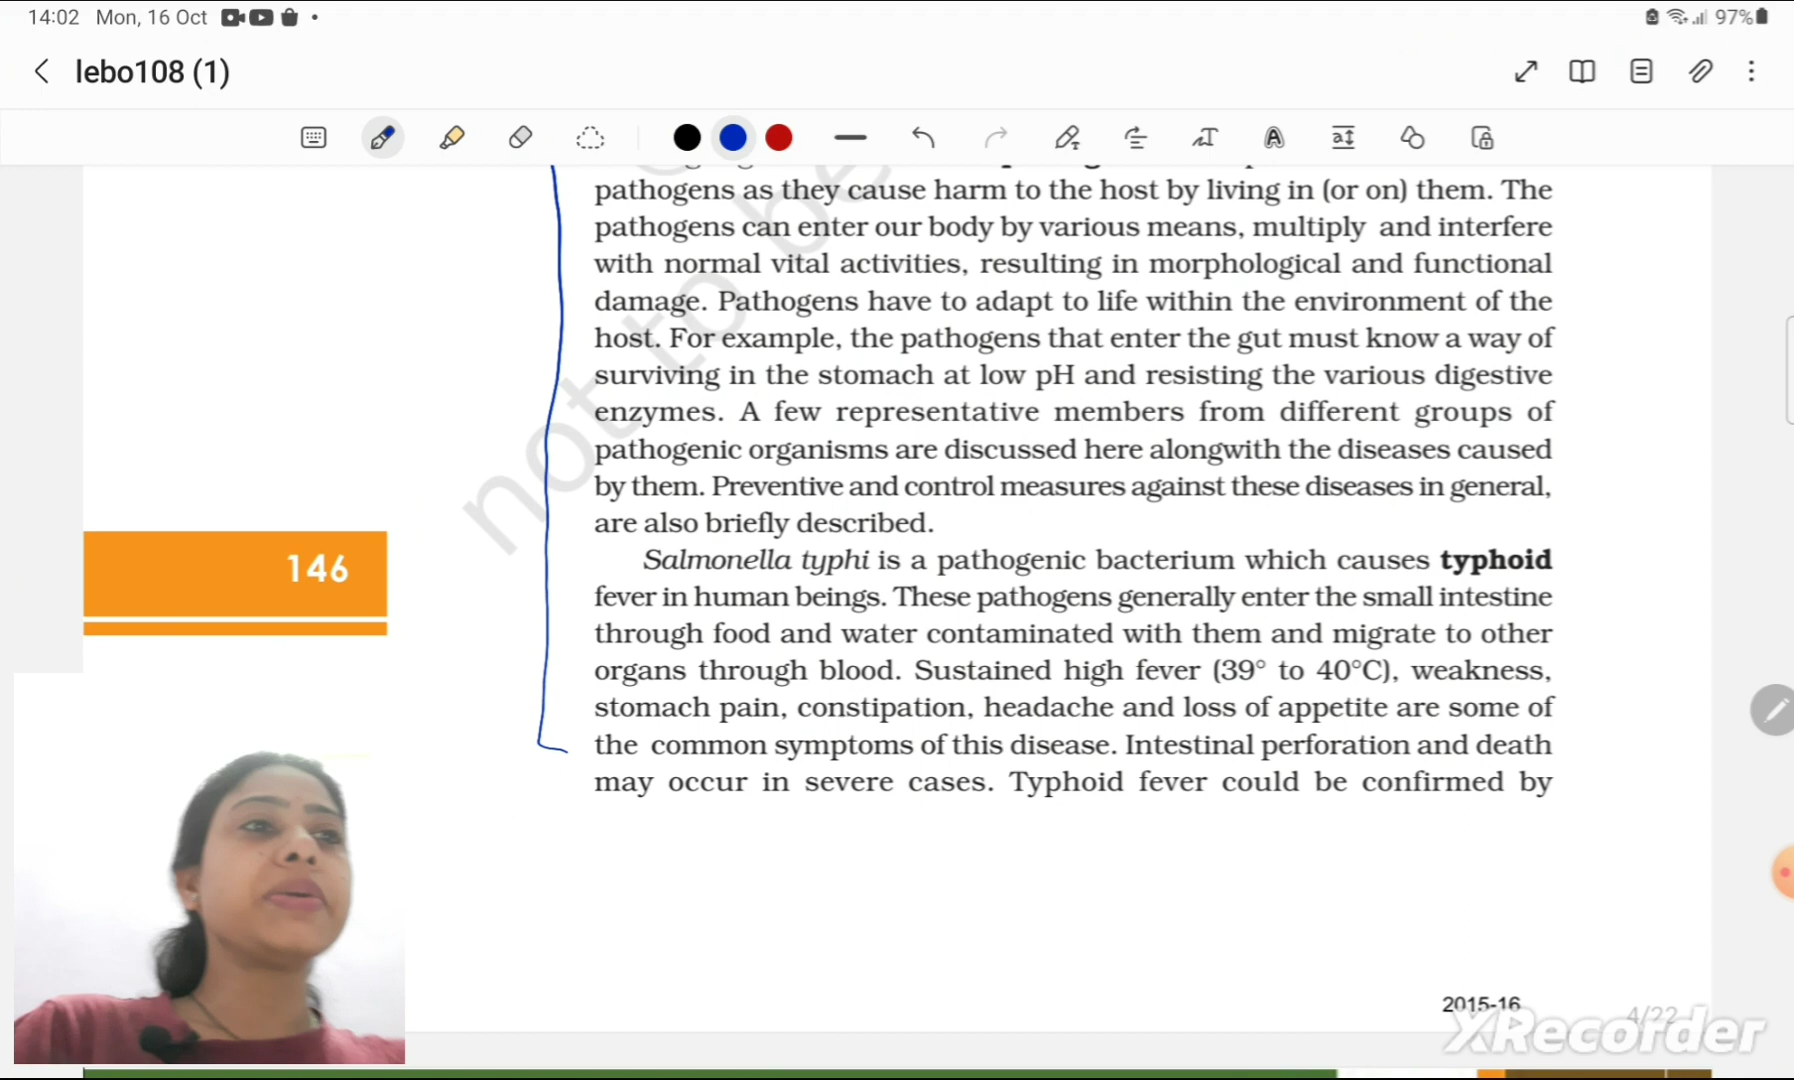 14:02 Mon, 16 Oct 97%
lebo108 (1)
pathogens as they cause harm to the host by living in (or on) them. The
pathogens can enter our body by various means, multiply and interfere
with normal vital activities, resulting in morphological and functional
damage. Pathogens have to adapt to life within the environment of the
host. For example, the pathogens that enter the gut must know a way of
surviving in the stomach at low pH and resisting the various digestive
enzymes. A few representative members from different groups of
pathogenic organisms are discussed here alongwith the diseases caused
by them. Preventive and control measures against these diseases in general,
are also briefly described.
146
Salmonella typhi is a pathogenic bacterium which causes typhoid
fever in human beings. These pathogens generally enter the small intestine
through food and water contaminated with them and migrate to other
organs through blood. Sustained high fever (39° to 40°C), weakness,
stomach pain, constipation, headache and loss of appetite are some of
the common symptoms of this disease. Intestinal perforation and death
may occur in severe cases. Typhoid fever could be confirmed by
not to be
2015-16
4/22
XRecorder